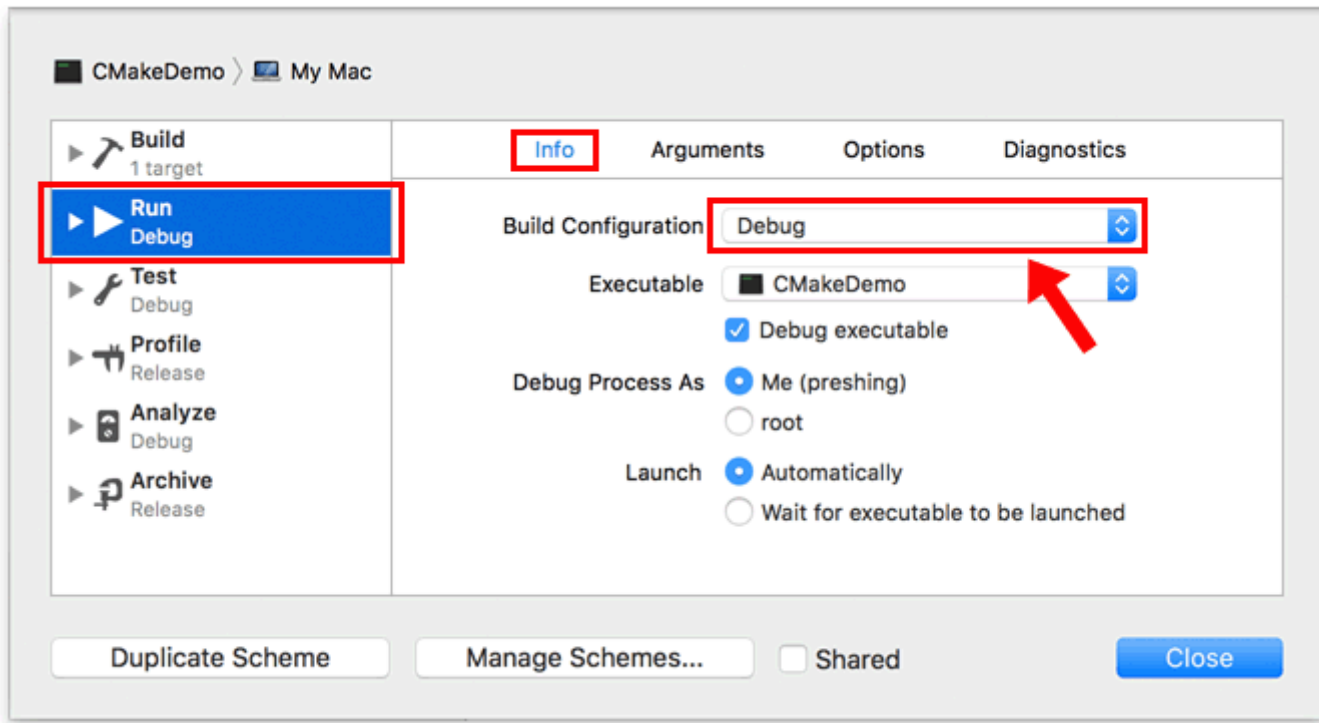 CMakeDemo 〉 My Mac
Build
1 target
Run
Debug
Test
Debug
Profile
Release
Analyze
Debug
Archive
Release
Info Arguments Options Diagnostics
Build Configuration Debug
Executable CMakeDemo
Debug executable
Debug Process As Me (preshing)
root
Launch Automatically
Wait for executable to be launched
Duplicate Scheme Manage Schemes... Shared Close